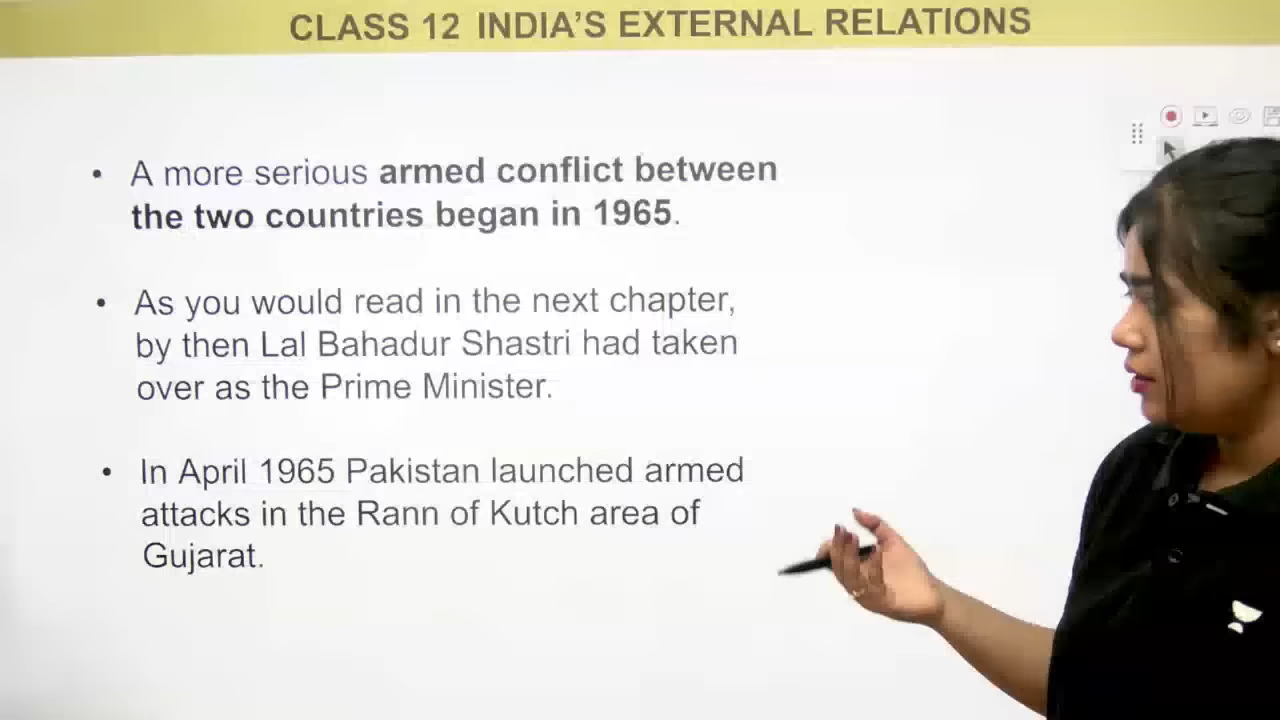 CLASS 12 INDIA'S EXTERNAL RELATIONS
• A more serious armed conflict between
the two countries began in 1965.
• As you would read in the next chapter,
by then Lal Bahadur Shastri had taken
over as the Prime Minister.
• In April 1965 Pakistan launched armed
attacks in the Rann of Kutch area of
Gujarat.